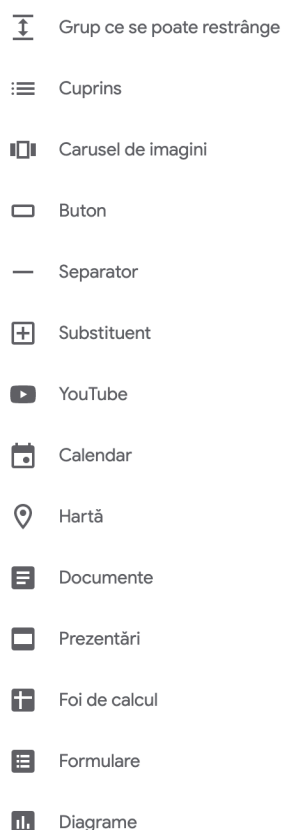 Grup ce se poate restrânge
Cuprins
Carusel de imagini
Buton
Separator
Substituent
YouTube
Calendar
Hartă
Documente
Prezentări
Foi de calcul
Formulare
Diagrame